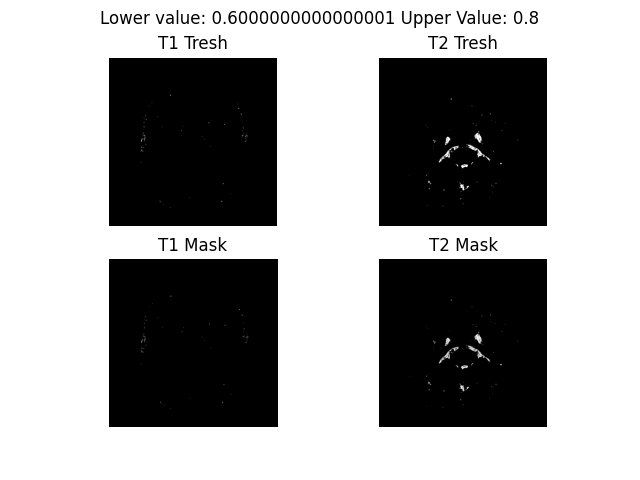 Lower value: 0.6000000000000001 Upper Value: 0.8
T1 Tresh
T2 Tresh
T1 Mask
T2 Mask